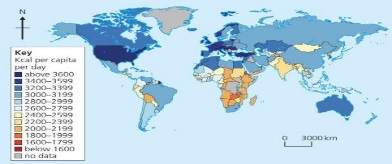 N
Key
Kcal per capita
per day
above 3600
3400–3599
3200–3399
3000–3199
2800–2999
2600–2799
2400–2599
2200–2399
2000–2199
1800–1999
1600–1799
below 1600
no data
0 3000 km